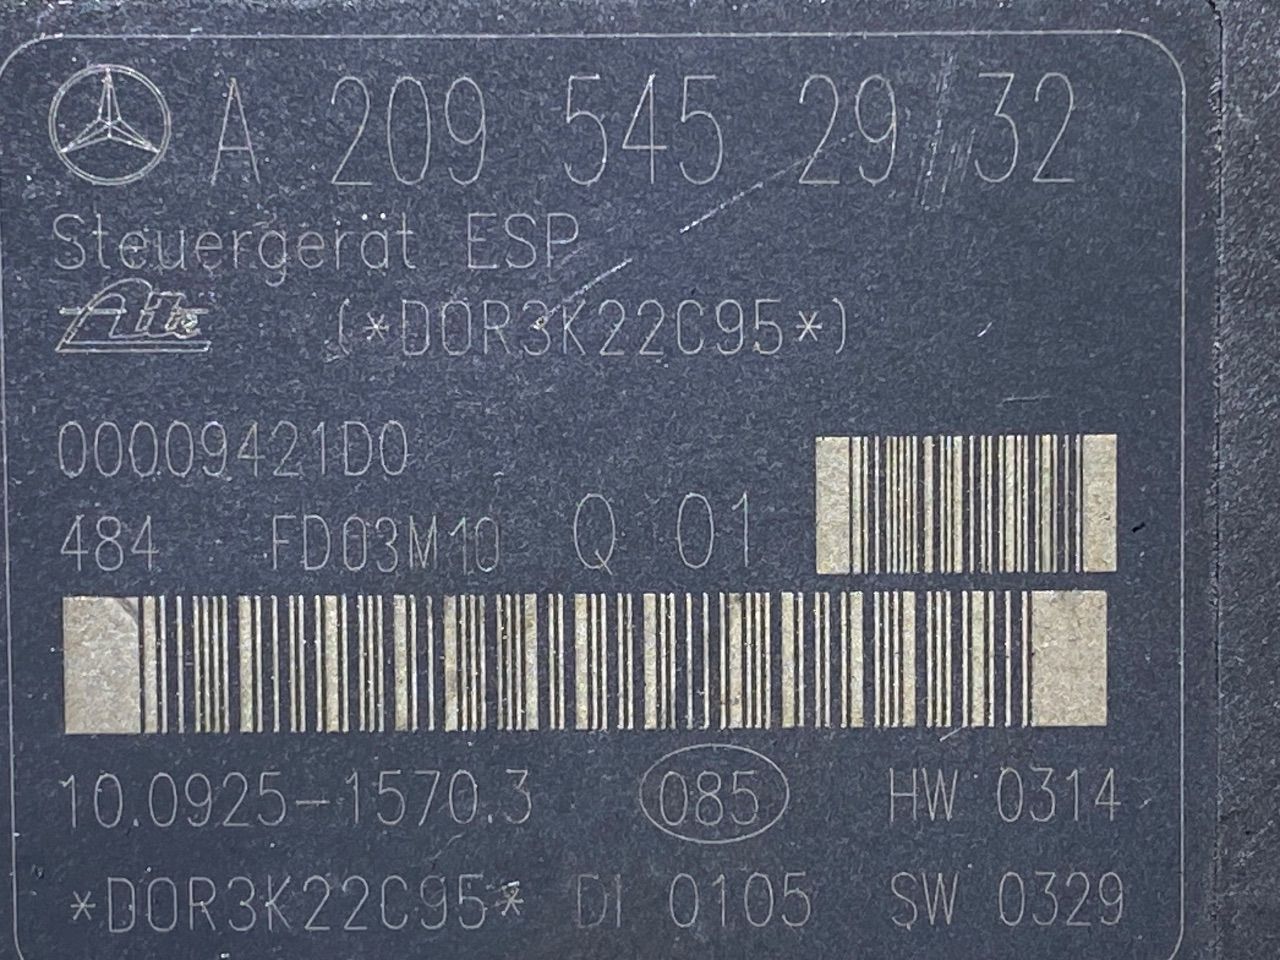 A 209 545 29 32
Steuergerät ESP
Ate (*D0R3K22C95*)
00009421D0
484 FD03M10 Q 01
10.0925-1570.3 085 HW 0314
*D0R3K22C95* DI 0105 SW 0329